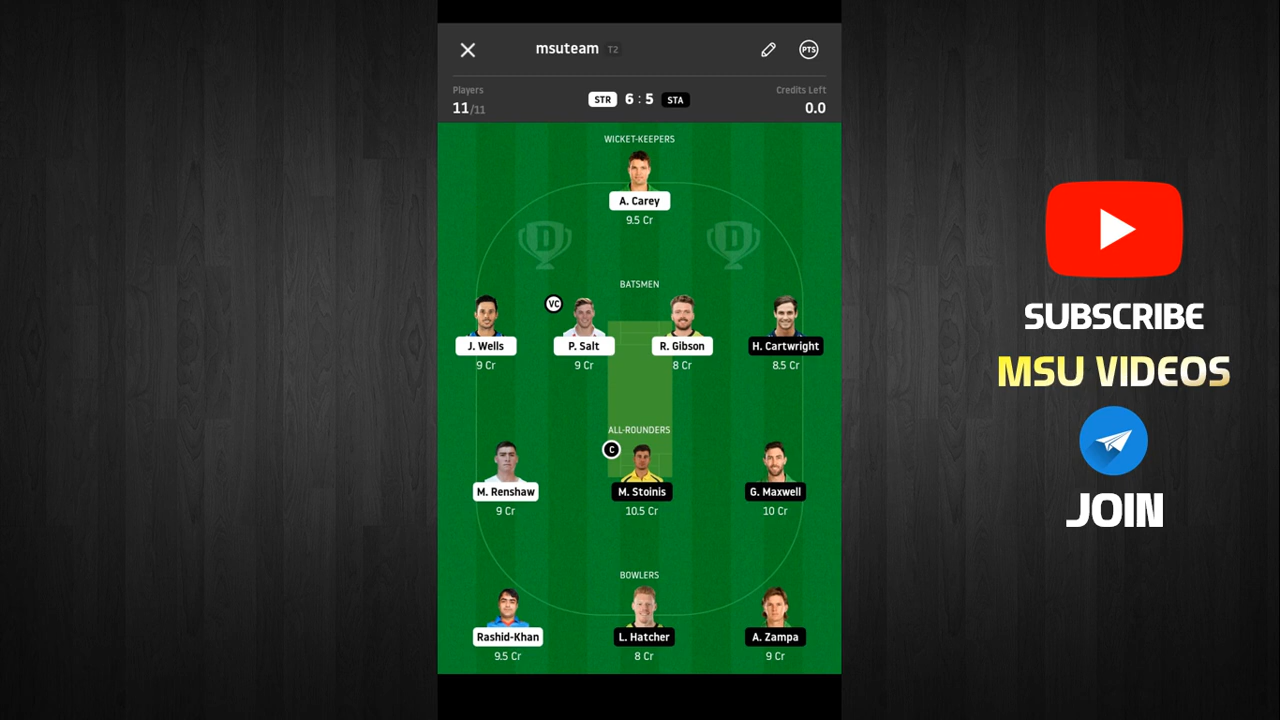 msuteam T2
PTS
Players
11/11
STR 6 : 5 STA
Credits Left
0.0
WICKET-KEEPERS
A. Carey
9.5 Cr
D D
BATSMEN
VC
J. Wells P. Salt R. Gibson H. Cartwright
9 Cr 9 Cr 8 Cr 8.5 Cr
ALL-ROUNDERS
C
M. Renshaw M. Stoinis G. Maxwell
9 Cr 10.5 Cr 10 Cr
BOWLERS
Rashid-Khan L. Hatcher A. Zampa
9.5 Cr 8 Cr 9 Cr
SUBSCRIBE
MSU VIDEOS
JOIN